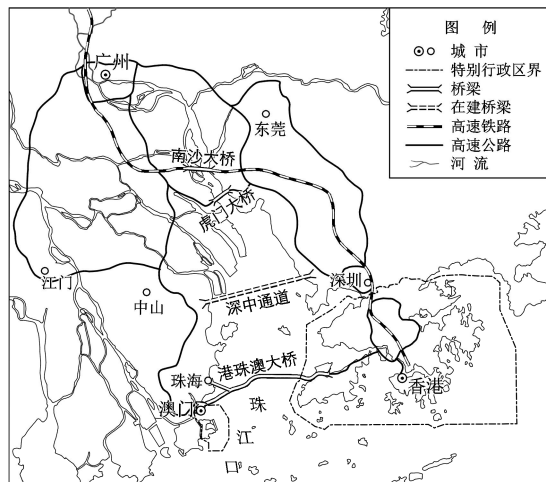 图 例
城 市
特别行政区界
桥梁
在建桥梁
高速铁路
高速公路
河 流
广州
东莞
南沙大桥
虎门大桥
江门
中山
深圳
深中通道
珠海
港珠澳大桥
香港
澳门
珠
江
口